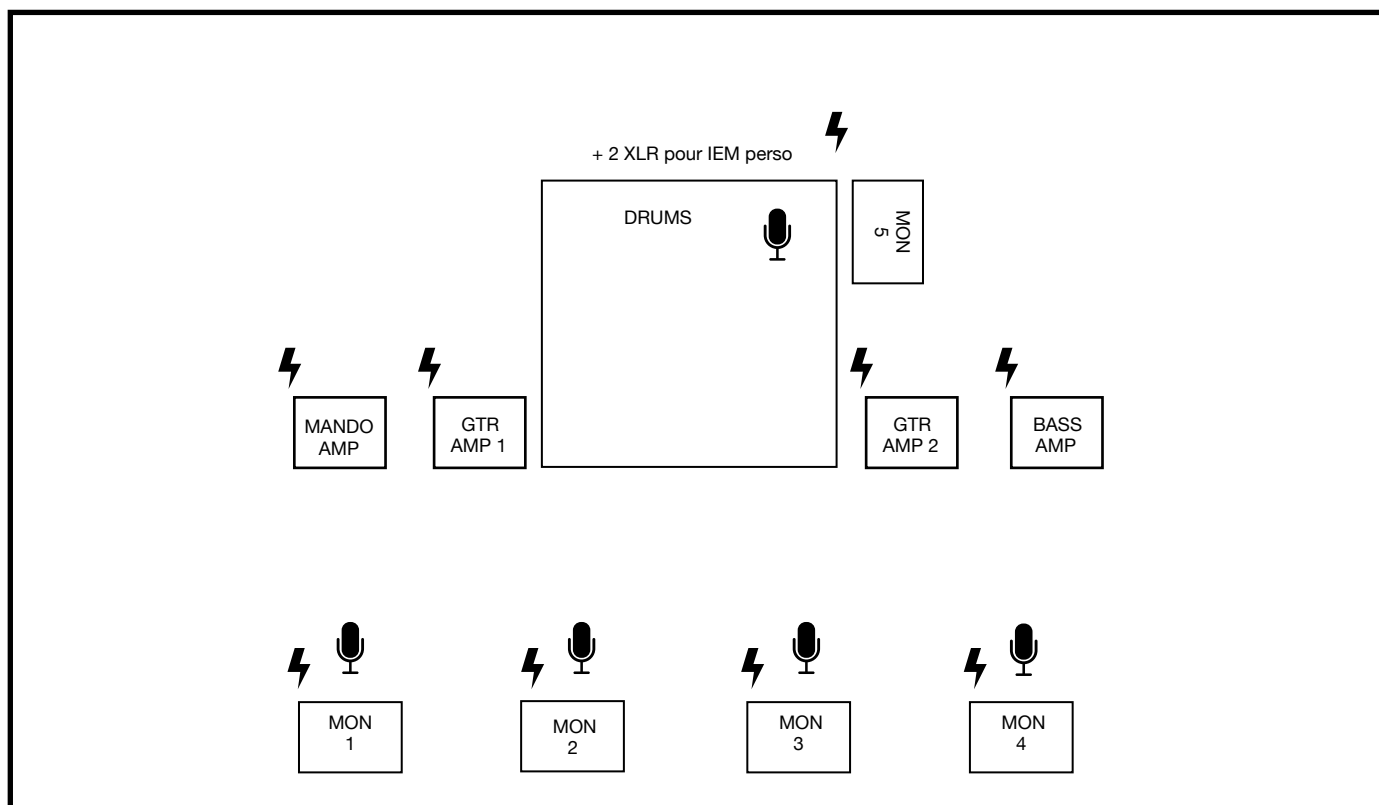 + 2 XLR pour IEM perso
DRUMS
MON
5
MANDO
AMP
GTR
AMP 1
GTR
AMP 2
BASS
AMP
MON
1
MON
2
MON
3
MON
4